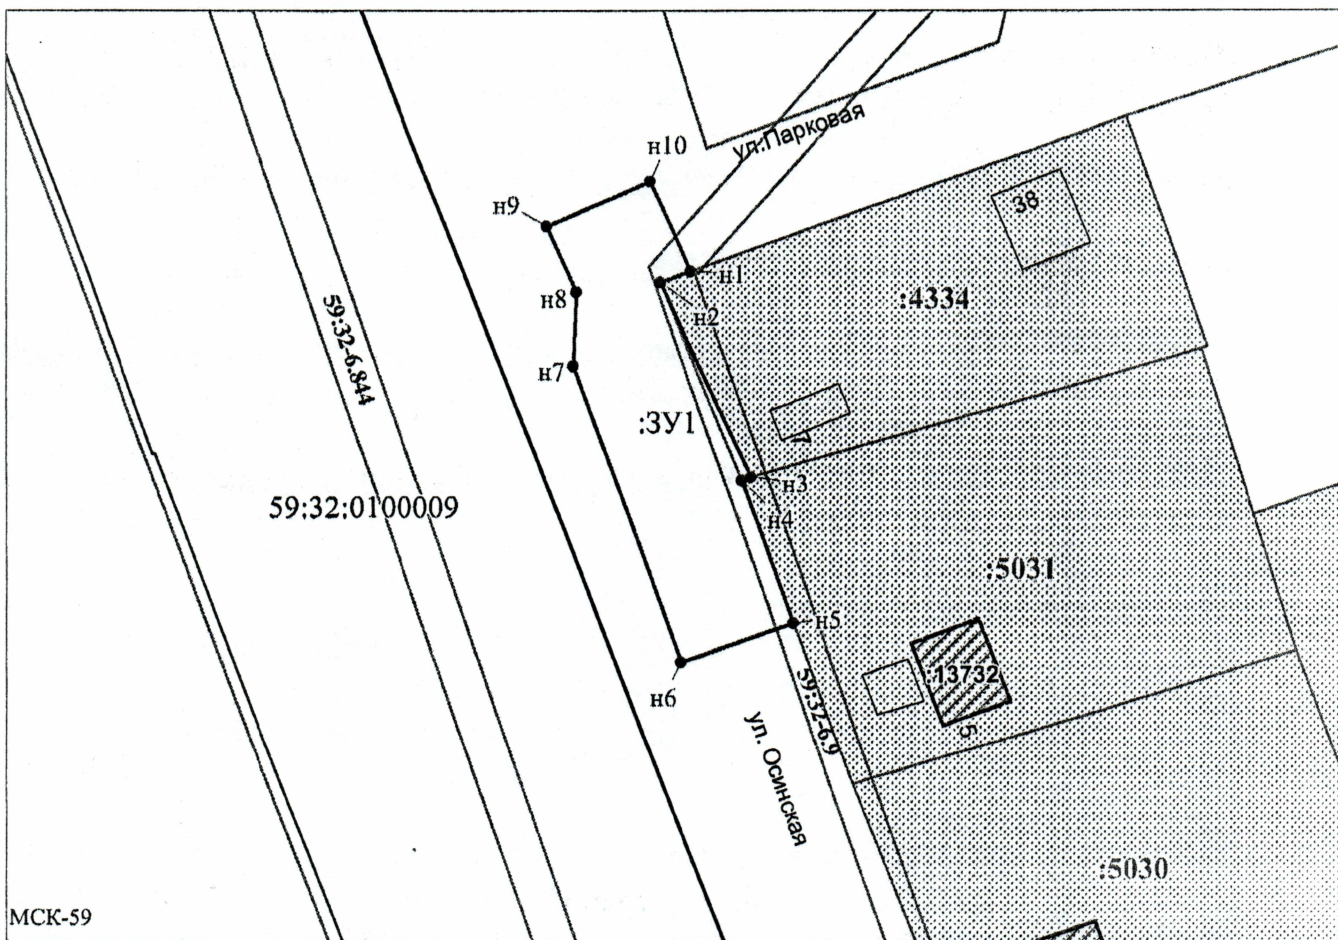 ул.Парковая
н10
н9
38
н1
н8
:4334
н2
59:32-6.844
н7
:ЗУ1
7
59:32:0100009
н3
н4
:5031
н5
:13732
н6
5
59:32-6.9
ул. Осинская
:5030
МСК-59